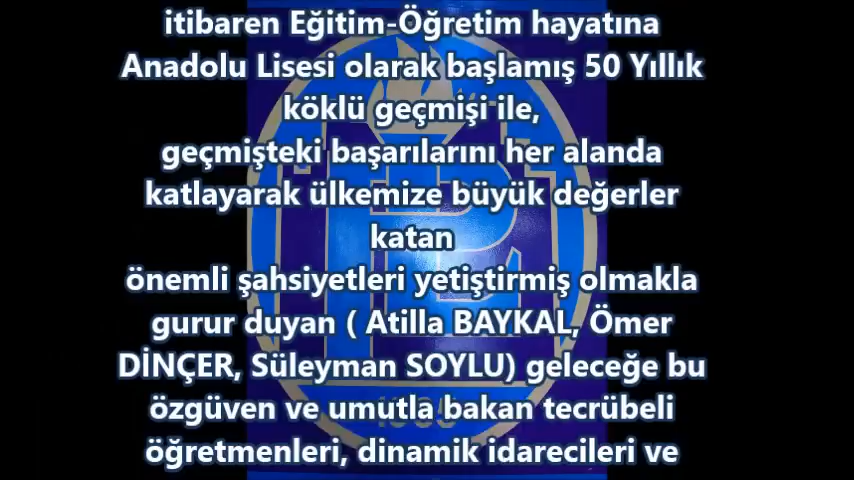 itibaren Eğitim-Öğretim hayatına
Anadolu Lisesi olarak başlamış 50 Yıllık
köklü geçmişi ile,
geçmişteki başarılarını her alanda
katlayarak ülkemize büyük değerler
katan
önemli şahsiyetleri yetiştirmiş olmakla
gurur duyan ( Atilla BAYKAL, Ömer
DİNÇER, Süleyman SOYLU) geleceğe bu
özgüven ve umutla bakan tecrübeli
öğretmenleri, dinamik idarecileri ve